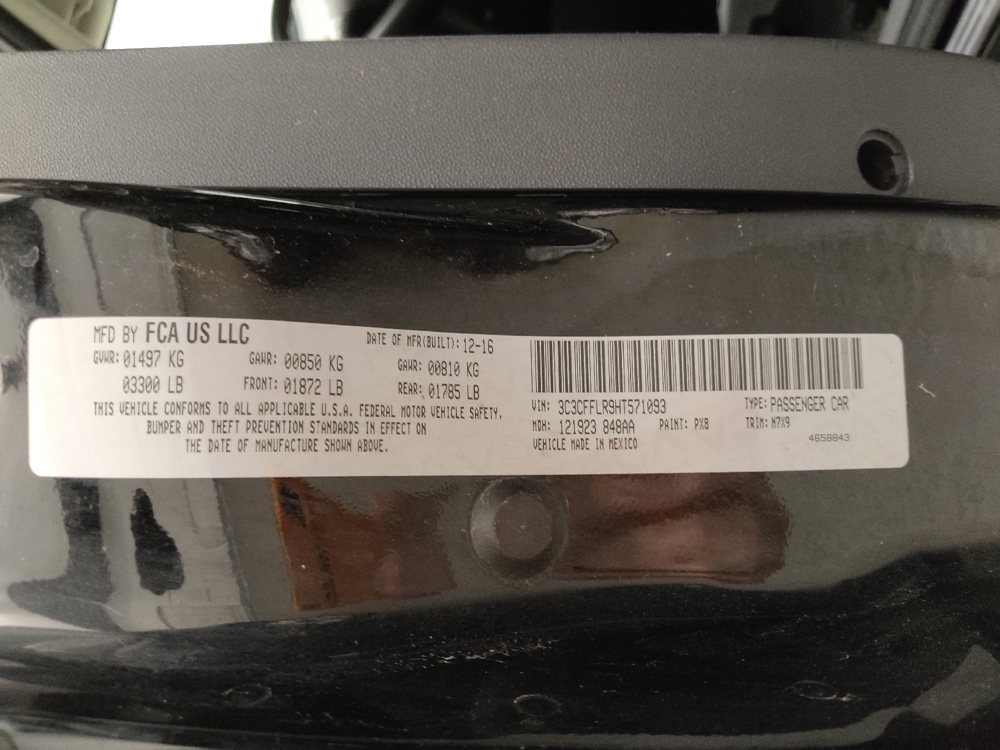 MFD BY FCA US LLC DATE OF MFR(BUILT): 12-16
GVWR: 01497 KG GAWR: 00850 KG GAWR: 00810 KG
03300 LB FRONT: 01872 LB REAR: 01785 LB
THIS VEHICLE CONFORMS TO ALL APPLICABLE U.S.A. FEDERAL MOTOR VEHICLE SAFETY,
BUMPER AND THEFT PREVENTION STANDARDS IN EFFECT ON
THE DATE OF MANUFACTURE SHOWN ABOVE.
VIN: 3C3CFFLR9HT571093 TYPE: PASSENGER CAR
MDH: 121923 848AA PAINT: PX8 TRIM: N7X9
VEHICLE MADE IN MEXICO 4658843